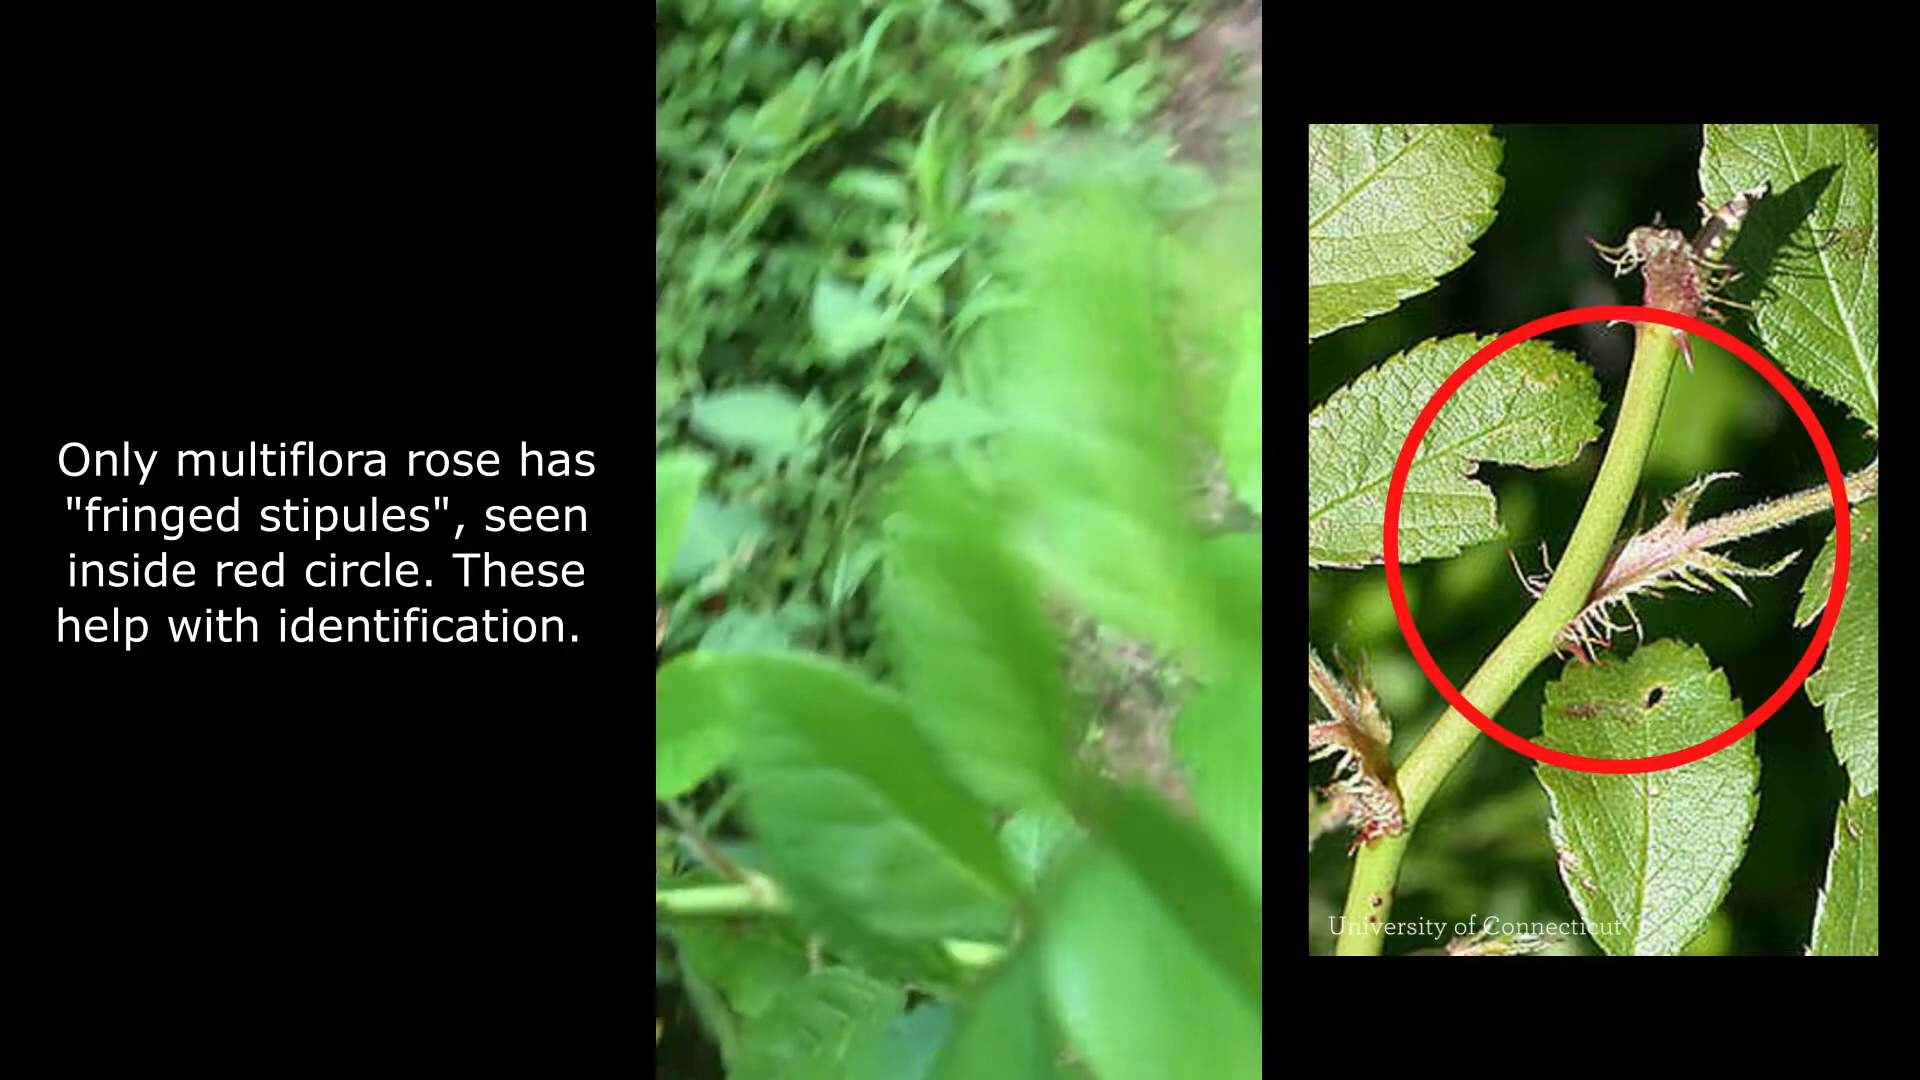 Only multiflora rose has
"fringed stipules", seen
inside red circle. These
help with identification.
University of Connecticut